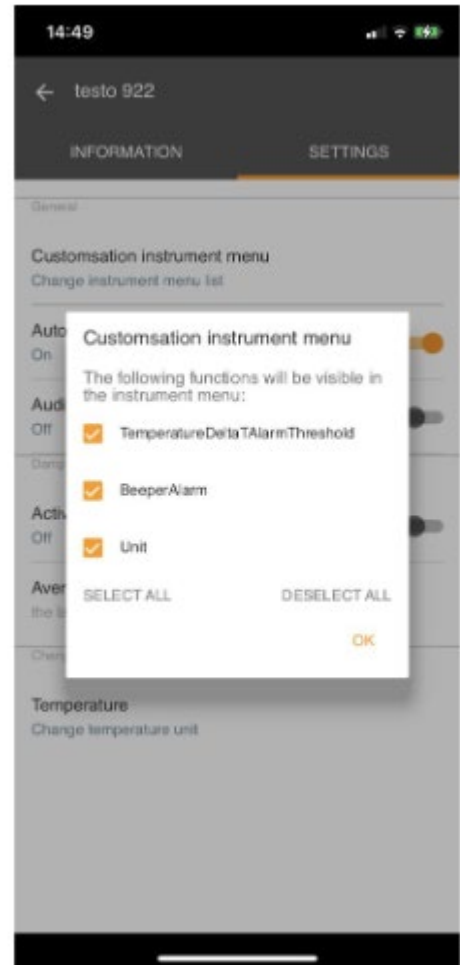 14:49
testo 922
INFORMATION
SETTINGS
General
Customsation instrument menu
Change instrument menu list
Auto
On
Audi
Off
Damp
Customsation instrument menu
The following functions will be visible in
the instrument menu:
TemperatureDeltaTAlarmThreshold
BeeperAlarm
Unit
SELECT ALL
DESELECT ALL
OK
Activ
Off
Aver
Temperature
Change temperature unit